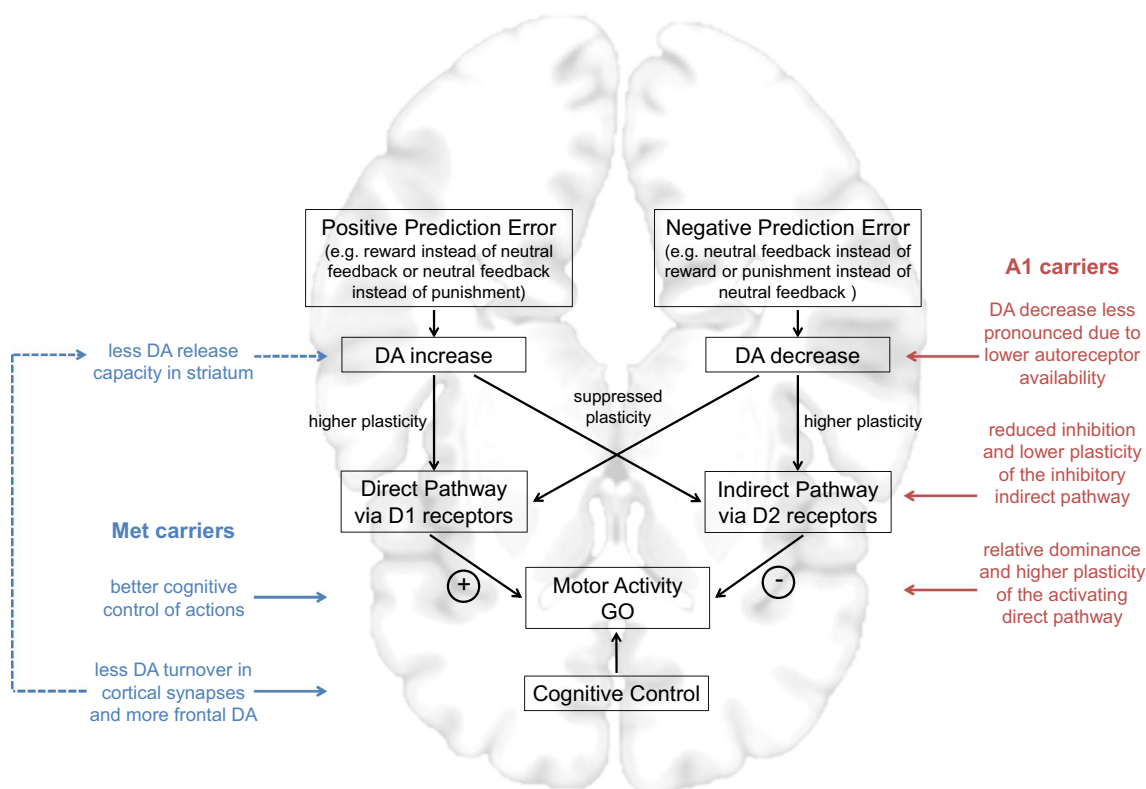 Positive Prediction Error
(e.g. reward instead of neutral
feedback or neutral feedback
instead of punishment)
Negative Prediction Error
(e.g. neutral feedback instead of
reward or punishment instead of
neutral feedback )
A1 carriers
DA decrease less
pronounced due to
lower autoreceptor
availability
less DA release
capacity in striatum
DA increase
DA decrease
suppressed
plasticity
higher plasticity
higher plasticity
reduced inhibition
and lower plasticity
of the inhibitory
indirect pathway
Direct Pathway
via D1 receptors
Indirect Pathway
via D2 receptors
Met carriers
better cognitive
control of actions
+
-
Motor Activity
GO
relative dominance
and higher plasticity
of the activating
direct pathway
less DA turnover in
cortical synapses
and more frontal DA
Cognitive Control